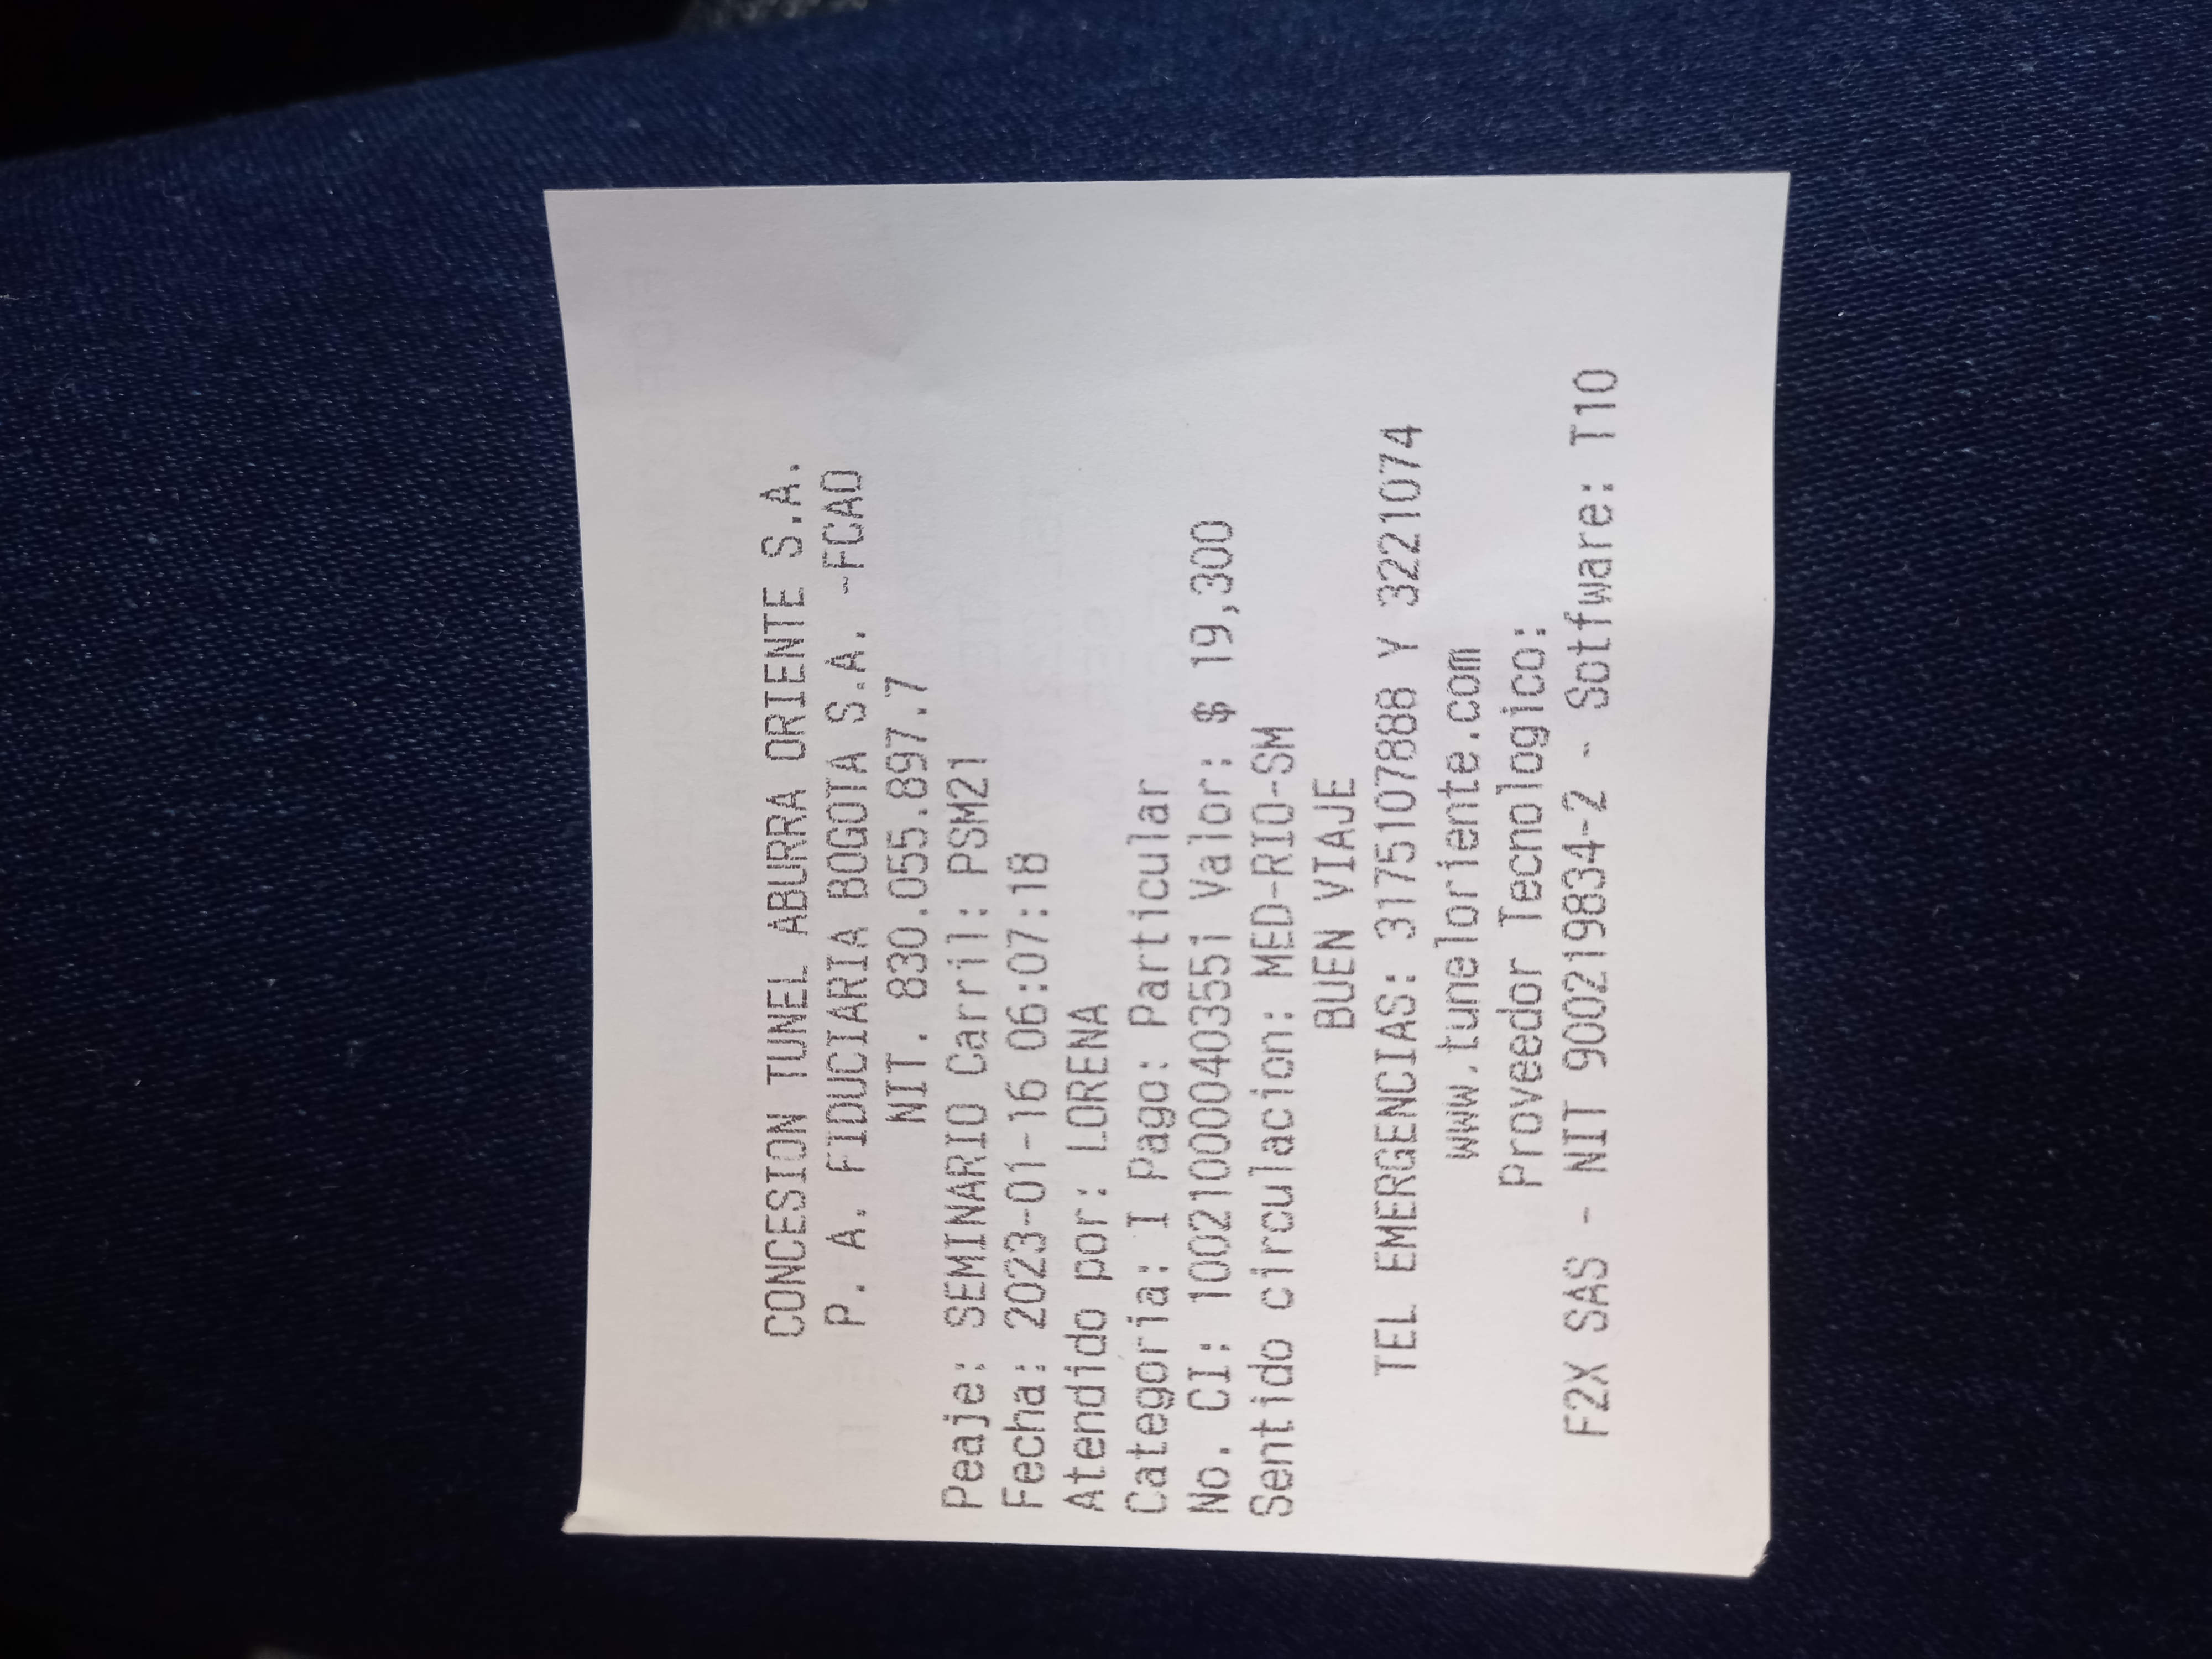 CONCESION TUNEL ABURRA ORIENTE S.A.
P. A. FIDUCIARIA BOGOTA S.A. -FCAO
NIT. 830.055.897.7
Peaje: SEMINARIO Carril: PSM21
Fecha: 2023-01-16 06:07:18
Atendido por: LORENA
Categoria: I Pago: Particular
No. CI: 10021000040355i Valor: $ 19,300
Sentido circulacion: MED-RIO-SM
BUEN VIAJE
TEL EMERGENCIAS: 3175107888 Y 3221074
www.tuneloriente.com
Proveedor Tecnologico:
F2X SAS - NIT 900219834-2 - Sotfware: T10